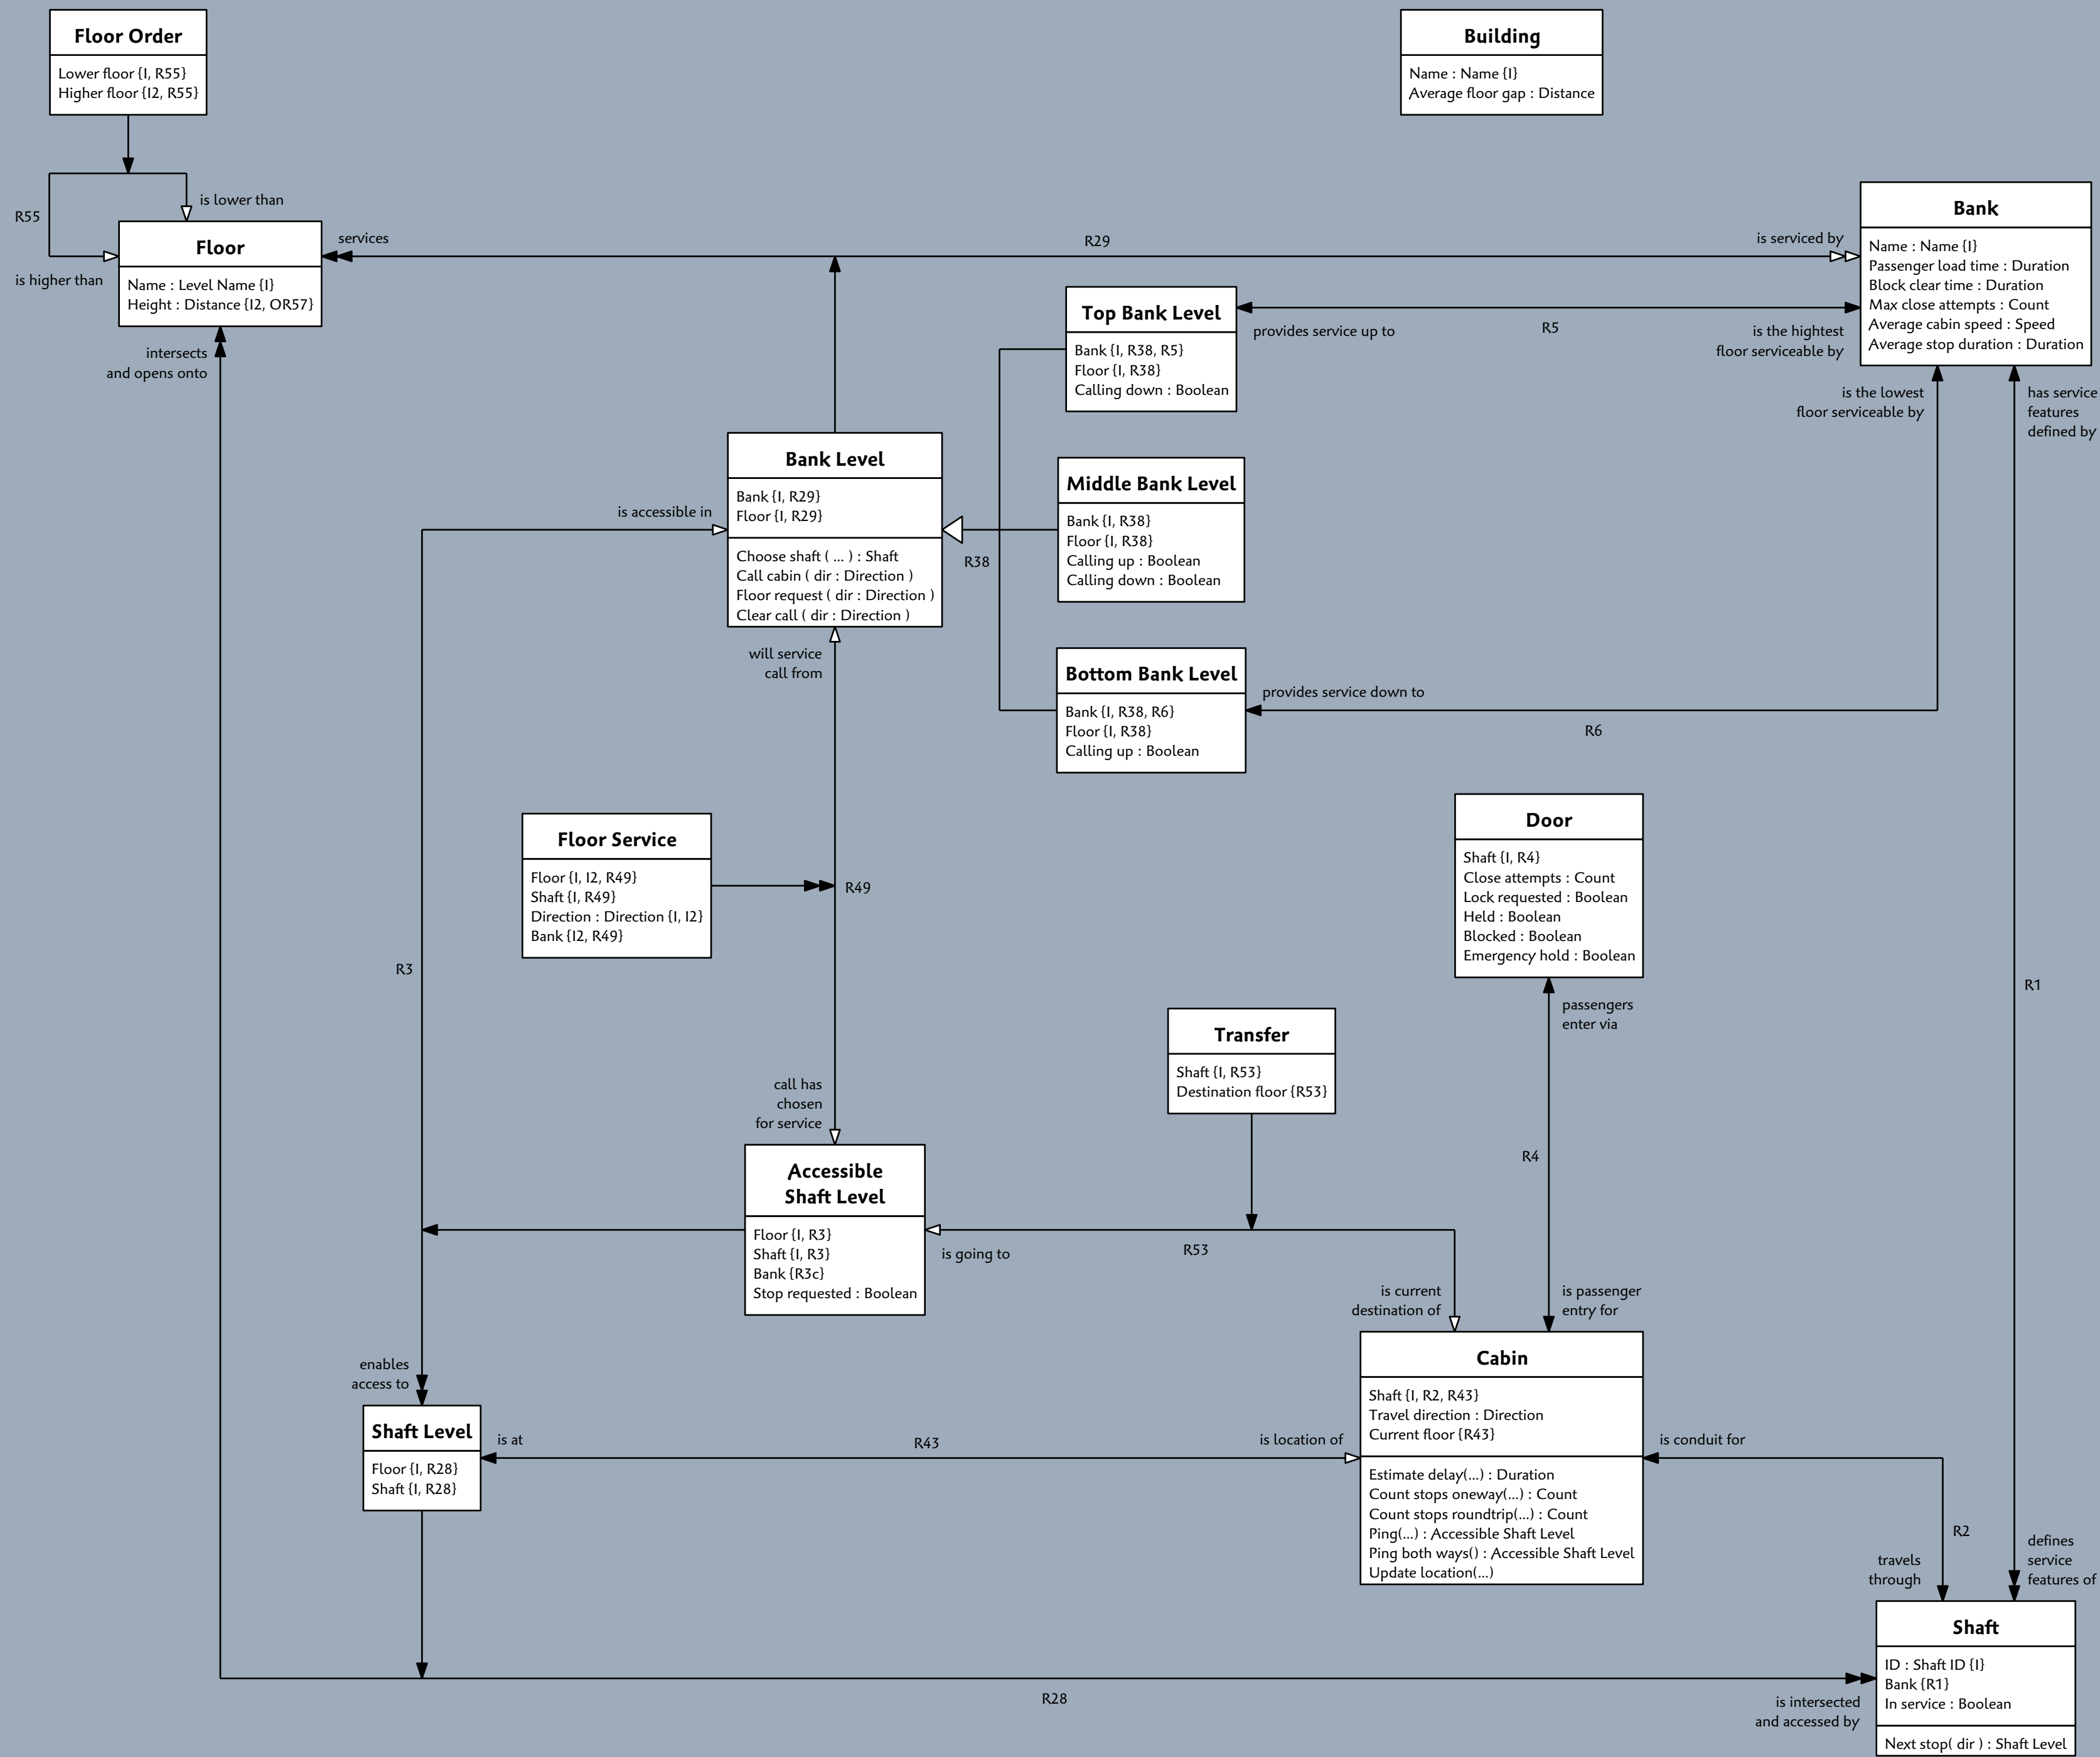 Floor Order
Lower floor {I, R55}
Higher floor {I2, R55}
Building
Name : Name {I}
Average floor gap : Distance
R55
is lower than
is higher than
Floor
Name : Level Name {I}
Height : Distance {I2, OR57}
services
R29
is serviced by
Bank
Name : Name {I}
Passenger load time : Duration
Block clear time : Duration
Max close attempts : Count
Average cabin speed : Speed
Average stop duration : Duration
intersects
and opens onto
Top Bank Level
Bank {I, R38, R5}
Floor {I, R38}
Calling down : Boolean
provides service up to
R5
is the hightest
floor serviceable by
is the lowest
floor serviceable by
has service
features
defined by
Bank Level
Bank {I, R29}
Floor {I, R29}
Choose shaft ( ... ) : Shaft
Call cabin ( dir : Direction )
Floor request ( dir : Direction )
Clear call ( dir : Direction )
is accessible in
R38
Middle Bank Level
Bank {I, R38}
Floor {I, R38}
Calling up : Boolean
Calling down : Boolean
will service
call from
Bottom Bank Level
Bank {I, R38, R6}
Floor {I, R38}
Calling up : Boolean
provides service down to
R6
Floor Service
Floor {I, I2, R49}
Shaft {I, R49}
Direction : Direction {I, I2}
Bank {I2, R49}
R49
Door
Shaft {I, R4}
Close attempts : Count
Lock requested : Boolean
Held : Boolean
Blocked : Boolean
Emergency hold : Boolean
R3
R1
passengers
enter via
Transfer
Shaft {I, R53}
Destination floor {R53}
call has
chosen
for service
R4
Accessible
Shaft Level
Floor {I, R3}
Shaft {I, R3}
Bank {R3c}
Stop requested : Boolean
is going to
R53
is current
destination of
is passenger
entry for
enables
access to
Cabin
Shaft {I, R2, R43}
Travel direction : Direction
Current floor {R43}
Estimate delay(...) : Duration
Count stops oneway(...) : Count
Count stops roundtrip(...) : Count
Ping(...) : Accessible Shaft Level
Ping both ways() : Accessible Shaft Level
Update location(...)
Shaft Level
Floor {I, R28}
Shaft {I, R28}
is at
R43
is location of
is conduit for
R2
travels
through
defines
service
features of
Shaft
ID : Shaft ID {I}
Bank {R1}
In service : Boolean
Next stop( dir ) : Shaft Level
R28
is intersected
and accessed by